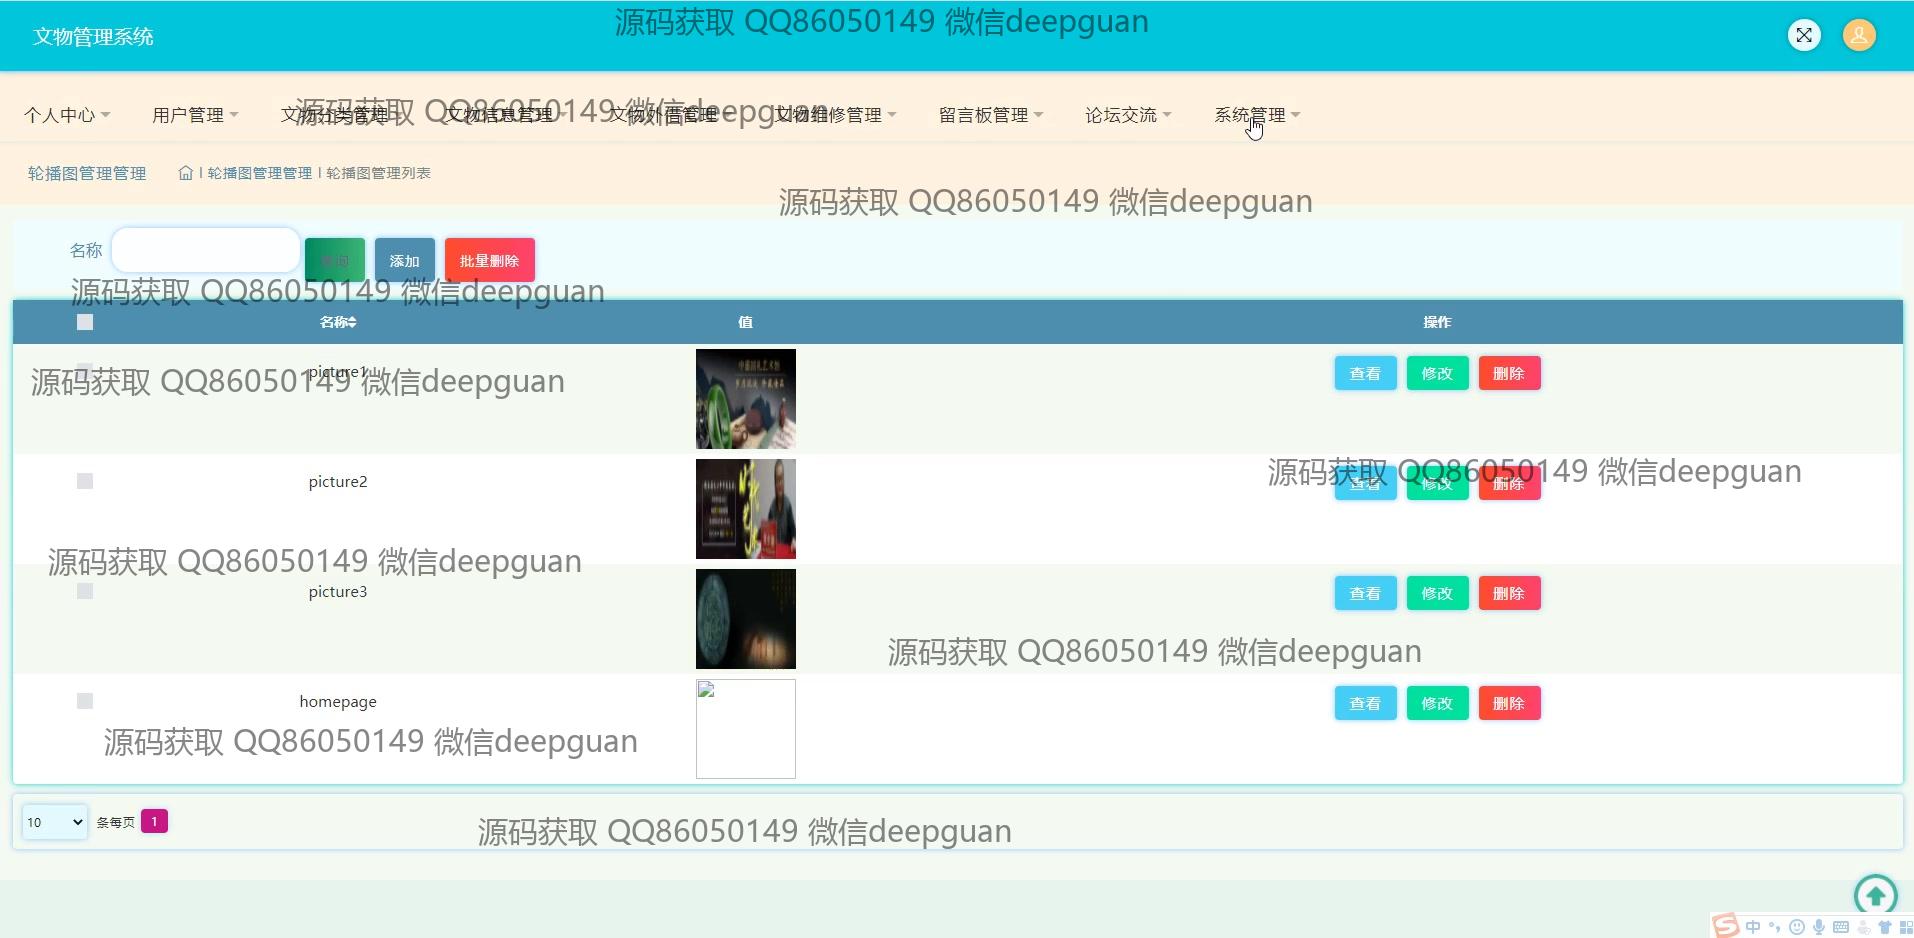 源码获取 QQ86050149 微信deepguan
文物管理系统
个人中心 用户管理 文物分类管理 文物信息管理 文物外借管理 文物维修管理 留言板管理 论坛交流 系统管理
源码获取 QQ86050149 微信deepguan
轮播图管理管理 轮播图管理管理 轮播图管理列表
源码获取 QQ86050149 微信deepguan
名称 查询 添加 批量删除
源码获取 QQ86050149 微信deepguan
名称 值 操作
picture1 查看 修改 删除
源码获取 QQ86050149 微信deepguan
源码获取 QQ86050149 微信deepguan
picture2 查看 修改 删除
源码获取 QQ86050149 微信deepguan
picture3 查看 修改 删除
源码获取 QQ86050149 微信deepguan
homepage 查看 修改 删除
源码获取 QQ86050149 微信deepguan
10 条每页 1
源码获取 QQ86050149 微信deepguan
中